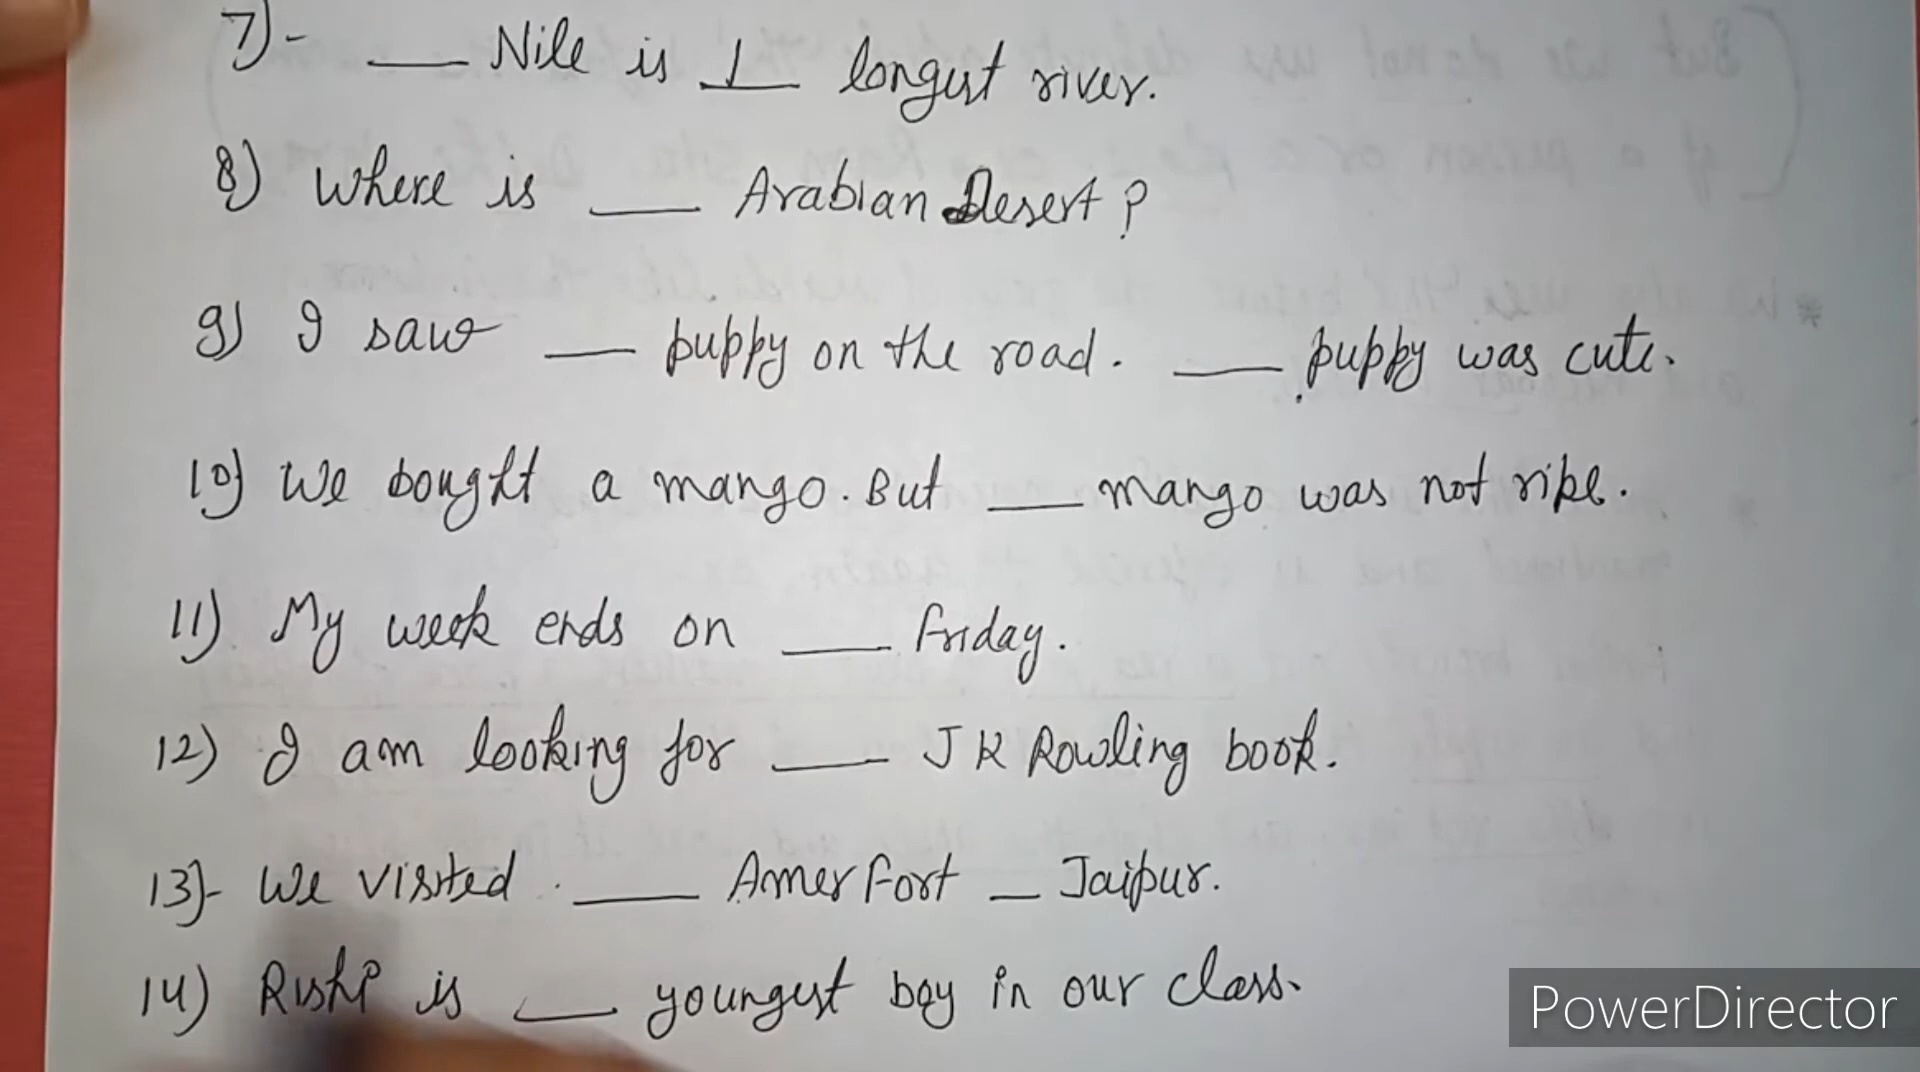 7)- ___ Nile is ___ longest river.
8) Where is ___ Arabian Desert?
9) I saw ___ puppy on the road. ___ puppy was cute.
10) We bought a mango. But ___ mango was not ripe.
11) My week ends on ___ Friday.
12) I am looking for ___ J K Rowling book.
13)- We visited ___ Amer Fort _ Jaipur.
14) Rishi is ___ youngest boy in our class.
PowerDirector